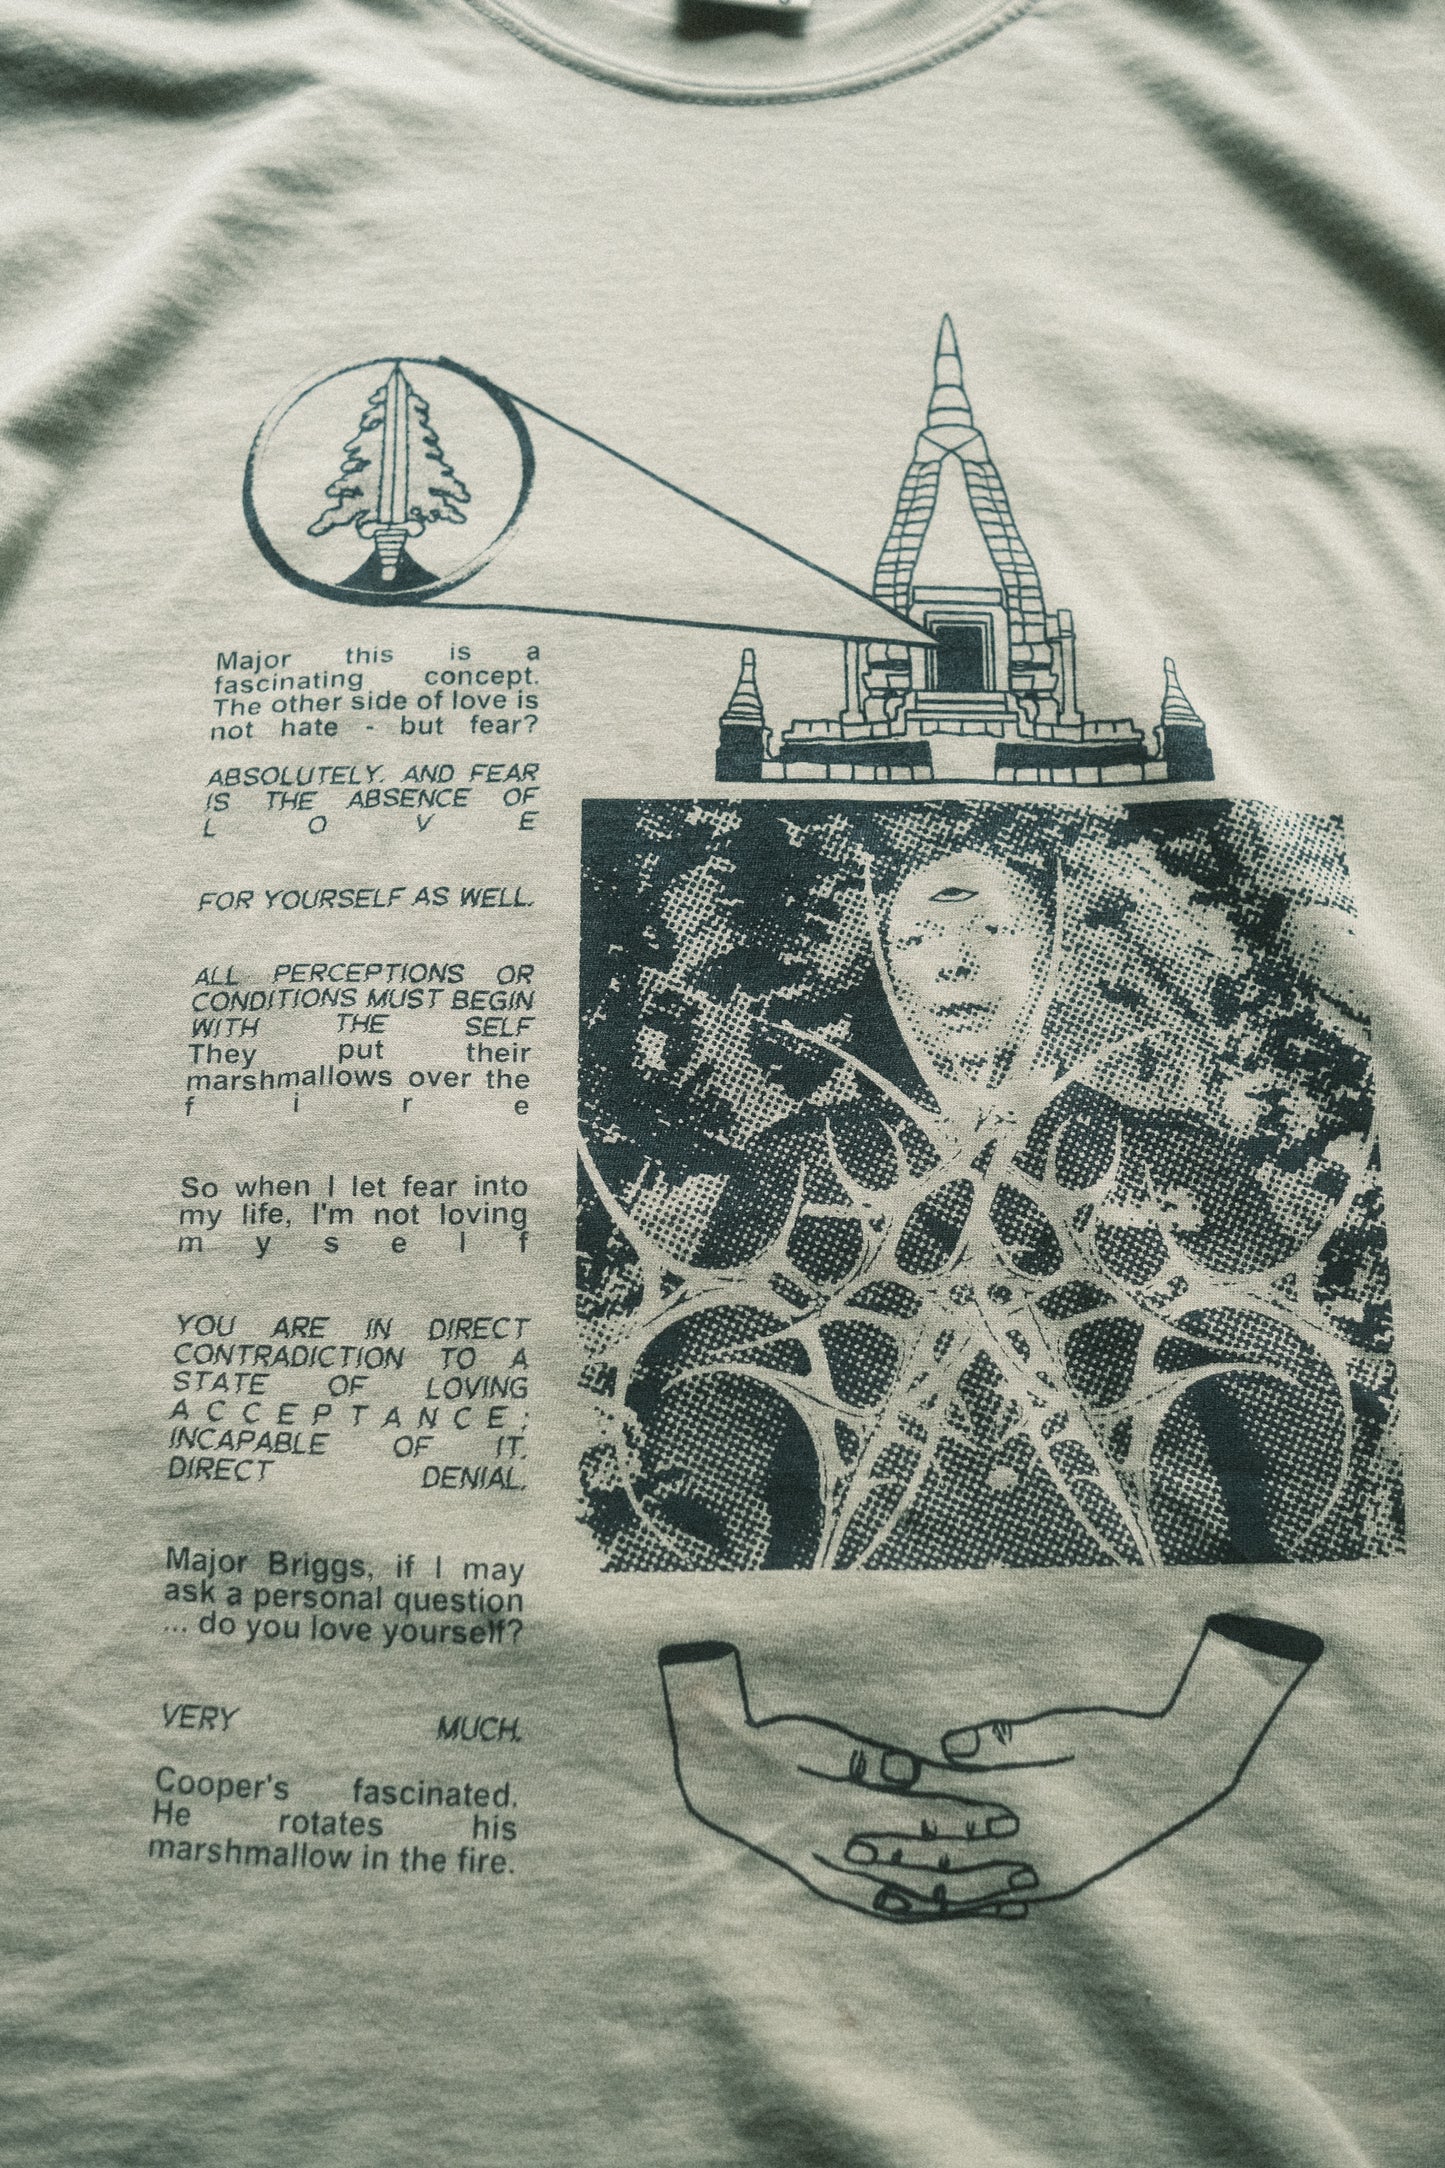 Major this is a
fascinating concept.
The other side of love is
not hate - but fear?
ABSOLUTELY. AND FEAR
IS THE ABSENCE OF
L O V E
FOR YOURSELF AS WELL.
ALL PERCEPTIONS OR
CONDITIONS MUST BEGIN
WITH THE SELF
They put their
marshmallows over the
f i r e
So when I let fear into
my life, I'm not loving
m y s e l f
YOU ARE IN DIRECT
CONTRADICTION TO A
STATE OF LOVING
A C C E P T A N C E ;
INCAPABLE OF IT.
DIRECT DENIAL.
Major Briggs, if I may
ask a personal question
... do you love yourself?
VERY MUCH.
Cooper's fascinated.
He rotates his
marshmallow in the fire.